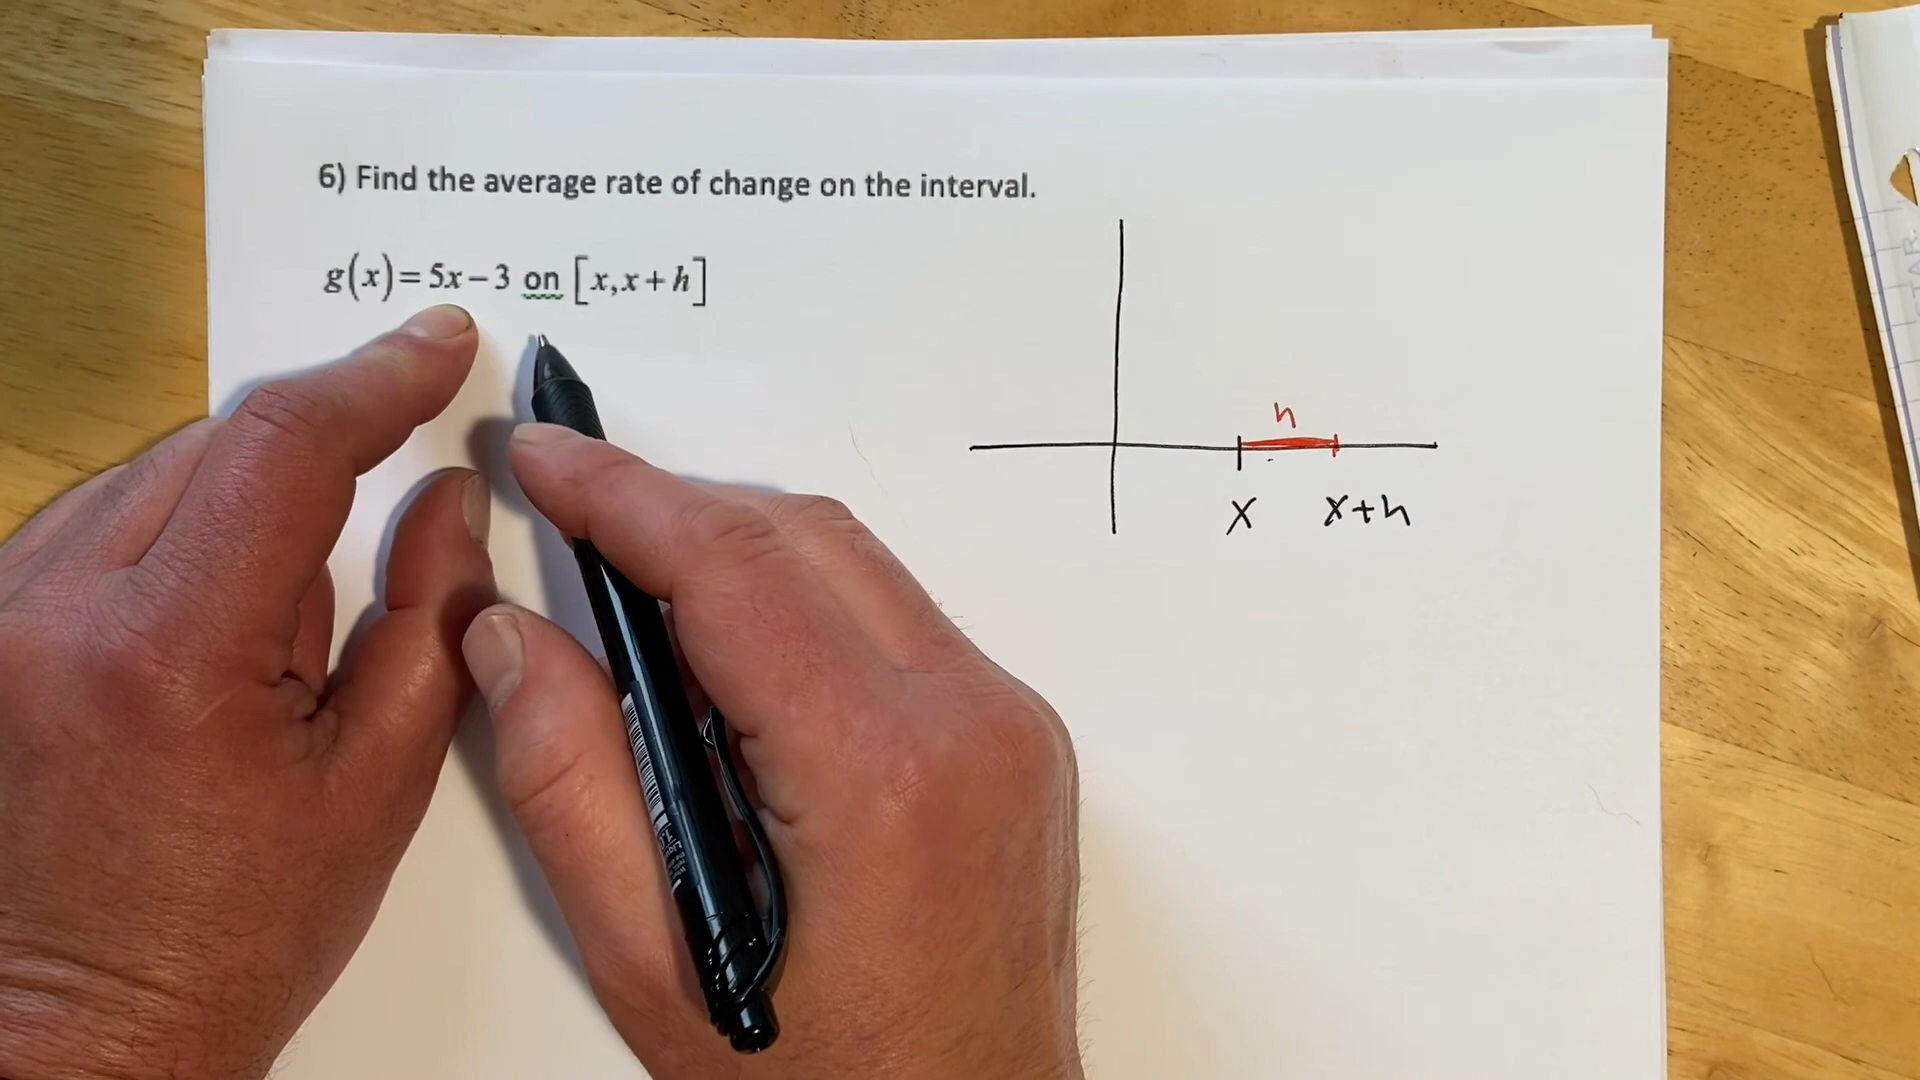 6) Find the average rate of change on the interval.
g(x)=5x−3 on [x,x+h]
h
x x+h